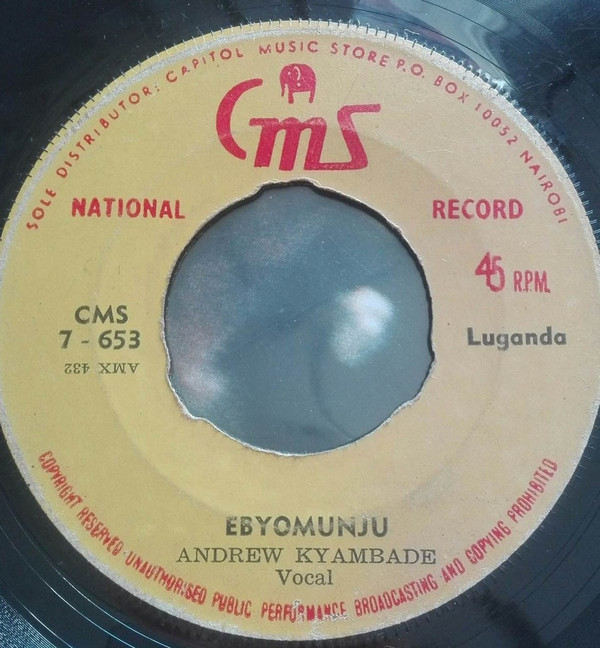 SOLE DISTRIBUTOR: CAPITOL MUSIC STORE P.O. BOX 10052 NAIROBI
Cms
NATIONAL RECORD
45 R.P.M.
CMS
7 - 653
Luganda
AMX 432
EBYOMUNJU
ANDREW KYAMBADE
Vocal
COPYRIGHT RESERVED-UNAUTHORISED PUBLIC PERFORMANCE BROADCASTING AND COPYING PROHIBITED